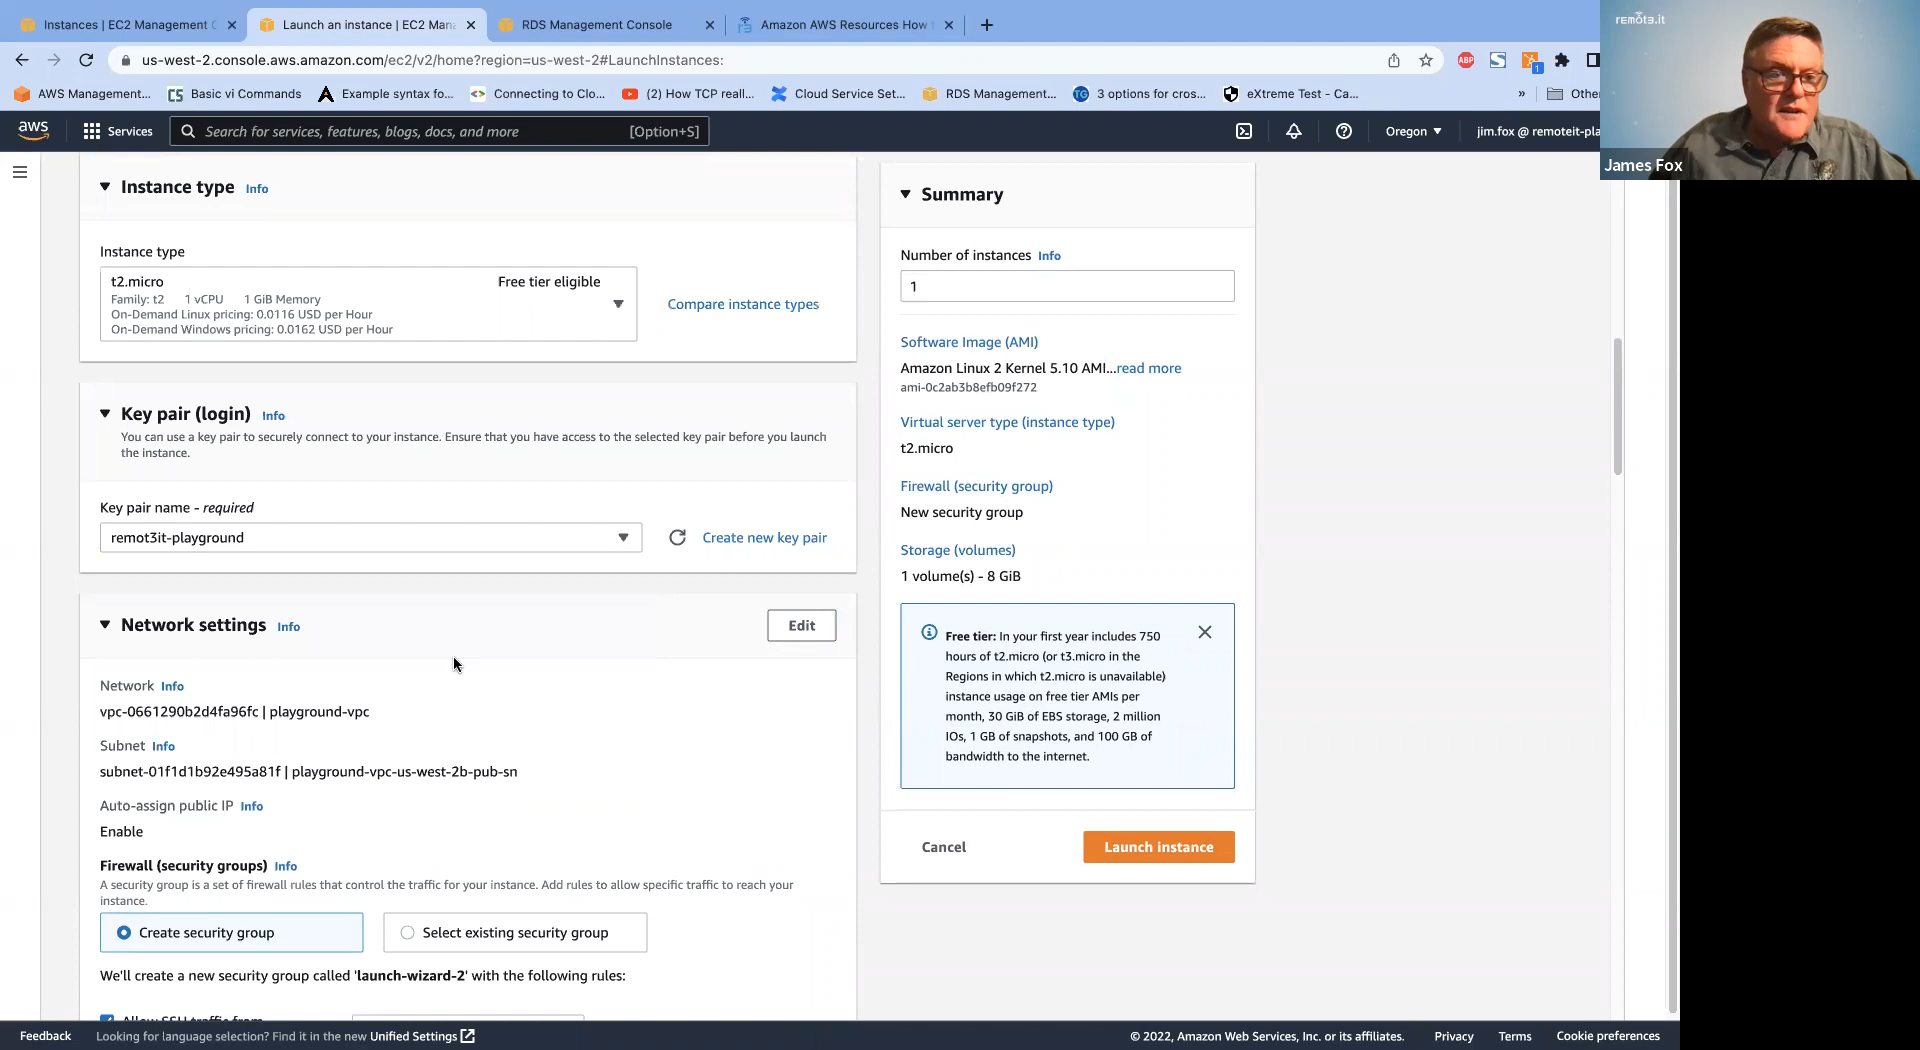 Instances | EC2 Management C
Launch an instance | EC2 Mana
RDS Management Console
Amazon AWS Resources How
us-west-2.console.aws.amazon.com/ec2/v2/home?region=us-west-2#LaunchInstances:
ABP
1
AWS Management...
Basic vi Commands
Example syntax fo...
Connecting to Clo...
(2) How TCP reall...
Cloud Service Set...
RDS Management...
TG
3 options for cros...
eXtreme Test - Ca...
»
Other
aws
Services
Search for services, features, blogs, docs, and more
[Option+S]
Oregon
jim.fox @ remoteit-pla
remot3.it
James Fox
Instance type Info
Instance type
t2.micro
Free tier eligible
Family: t2 1 vCPU 1 GiB Memory
On-Demand Linux pricing: 0.0116 USD per Hour
On-Demand Windows pricing: 0.0162 USD per Hour
Compare instance types
Key pair (login) Info
You can use a key pair to securely connect to your instance. Ensure that you have access to the selected key pair before you launch
the instance.
Key pair name - required
remot3it-playground
Create new key pair
Network settings Info
Edit
Network Info
vpc-0661290b2d4fa96fc | playground-vpc
Subnet Info
subnet-01f1d1b92e495a81f | playground-vpc-us-west-2b-pub-sn
Auto-assign public IP Info
Enable
Firewall (security groups) Info
A security group is a set of firewall rules that control the traffic for your instance. Add rules to allow specific traffic to reach your
instance.
Create security group
Select existing security group
We'll create a new security group called 'launch-wizard-2' with the following rules:
Allow SSH traffic from
Summary
Number of instances Info
1
Software Image (AMI)
Amazon Linux 2 Kernel 5.10 AMI...read more
ami-0c2ab3b8efb09f272
Virtual server type (instance type)
t2.micro
Firewall (security group)
New security group
Storage (volumes)
1 volume(s) - 8 GiB
Free tier: In your first year includes 750
hours of t2.micro (or t3.micro in the
Regions in which t2.micro is unavailable)
instance usage on free tier AMIs per
month, 30 GiB of EBS storage, 2 million
IOs, 1 GB of snapshots, and 100 GB of
bandwidth to the internet.
Cancel
Launch instance
Feedback
Looking for language selection? Find it in the new Unified Settings
© 2022, Amazon Web Services, Inc. or its affiliates.
Privacy
Terms
Cookie preferences